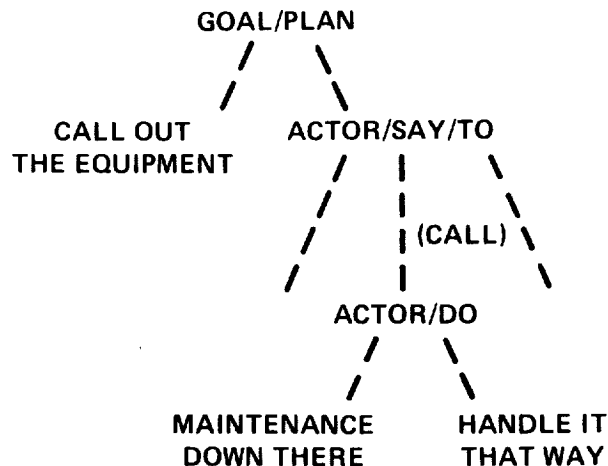 GOAL/PLAN
CALL OUT
THE EQUIPMENT
ACTOR/SAY/TO
(CALL)
ACTOR/DO
MAINTENANCE
DOWN THERE
HANDLE IT
THAT WAY